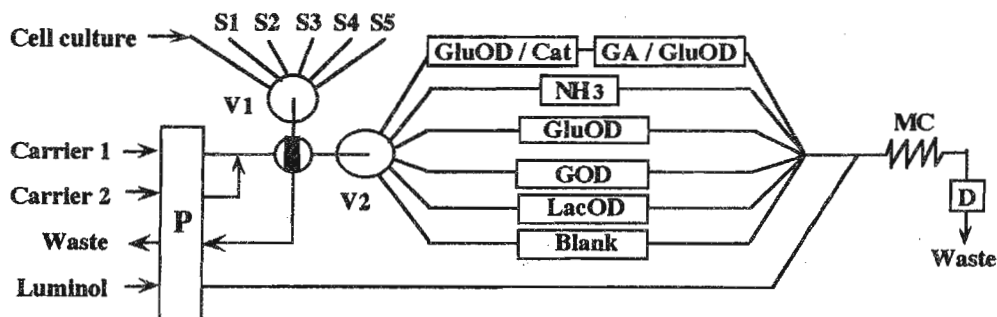 S1 S2 S3 S4 S5
Cell culture
V1
GluOD / Cat
GA / GluOD
NH3
GluOD
GOD
LacOD
Blank
V2
Carrier 1
Carrier 2
Waste
Luminol
P
MC
D
Waste